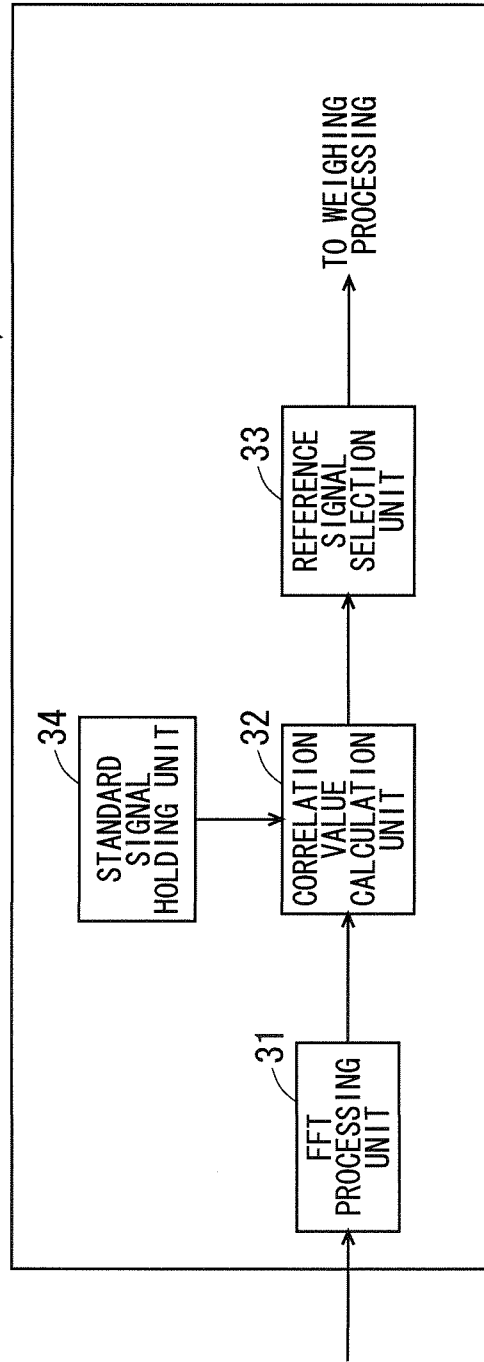 34
STANDARD
SIGNAL
HOLDING UNIT
31
FFT
PROCESSING
UNIT
32
CORRELATION
VALUE
CALCULATION
UNIT
33
REFERENCE
SIGNAL
SELECTION
UNIT
TO WEIGHING
PROCESSING